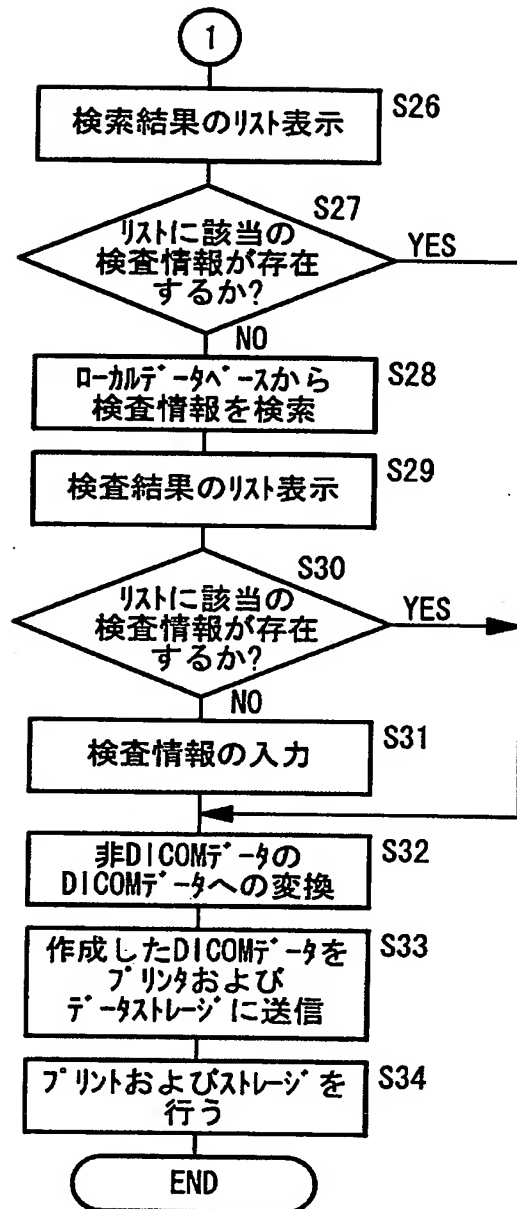 1
検索結果のリスト表示
S26
S27
リストに該当の
検査情報が存在
するか?
YES
NO
ローカルデータベースから
検査情報を検索
S28
検査結果のリスト表示
S29
S30
リストに該当の
検査情報が存在
するか?
YES
NO
検査情報の入力
S31
非DICOMデータの
DICOMデータへの変換
S32
作成したDICOMデータを
プリンタおよび
データストレージに送信
S33
プリントおよびストレージを
行う
S34
END